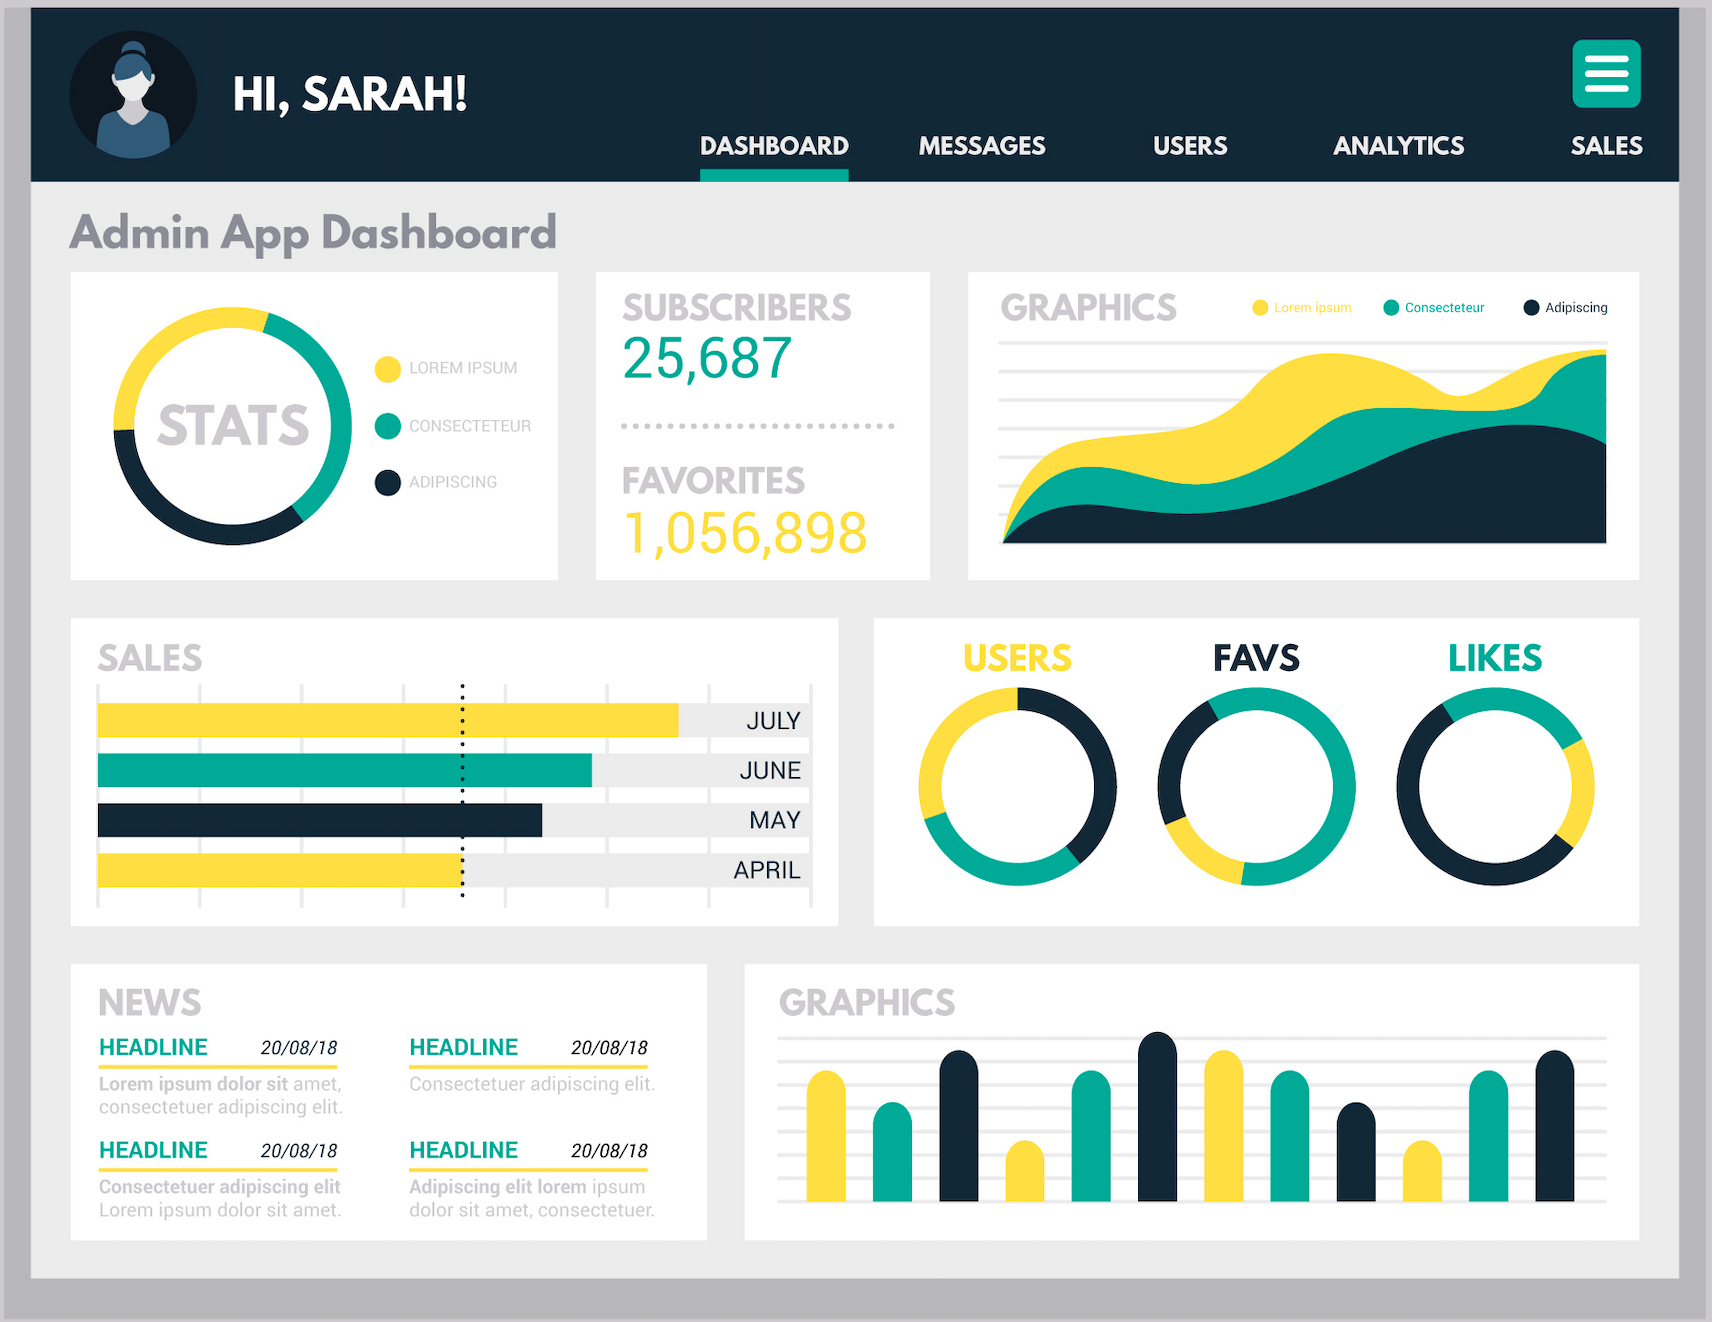 HI, SARAH!
DASHBOARD MESSAGES USERS ANALYTICS SALES
Admin App Dashboard
STATS
LOREM IPSUM
CONSECTETEUR
ADIPISCING
SUBSCRIBERS
25,687
FAVORITES
1,056,898
GRAPHICS
Lorem ipsum Consecteteur Adipiscing
SALES
JULY
JUNE
MAY
APRIL
USERS FAVS LIKES
NEWS
HEADLINE 20/08/18
Lorem ipsum dolor sit amet,
consectetuer adipiscing elit.
HEADLINE 20/08/18
Consectetuer adipiscing elit.
HEADLINE 20/08/18
Consectetuer adipiscing elit
Lorem ipsum dolor sit amet.
HEADLINE 20/08/18
Adipiscing elit lorem ipsum
dolor sit amet, consectetuer.
GRAPHICS